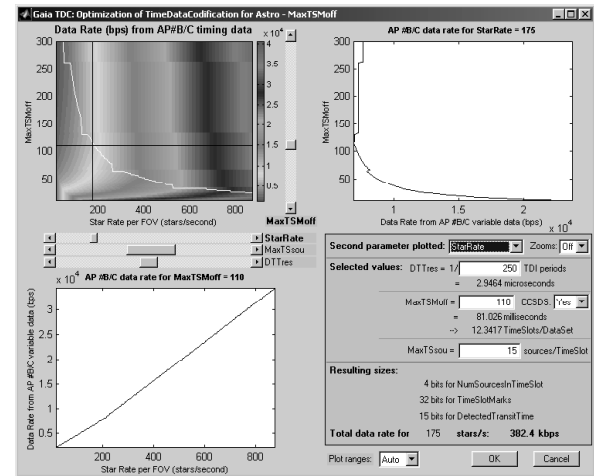 Gaia TDC: Optimization of TimeDataCodification for Astro - MaxTSMoff
Data Rate (bps) from AP#B/C timing data
x 10^4
300
250
200
150
100
50
MaxTSMoff
4
3.5
3
2.5
2
1.5
1
0.5
200 400 600 800
Star Rate per FOV (stars/second)
MaxTSMoff
AP #B/C data rate for StarRate = 175
300
250
200
150
100
50
MaxTSMoff
1 1.5 2
Data Rate from AP #B/C variable data (bps)
x 10^4
StarRate
MaxTSsou
DTTres
x 10^4 AP #B/C data rate for MaxTSMoff = 110
3
2.5
2
1.5
1
0.5
Data Rate from AP #B/C variable data (bps)
200 400 600 800
Star Rate per FOV (stars/second)
Second parameter plotted: StarRate Zooms: Off
Selected values: DTTres = 1/ 250 TDI periods
= 2.9464 microseconds
MaxTSMoff = 110 CCSDS: Yes
= 81.026 milliseconds
--> 12.3417 TimeSlots/DataSet
MaxTSsou = 15 sources/TimeSlot
Resulting sizes:
4 bits for NumSourcesInTimeSlot
32 bits for TimeSlotMarks
15 bits for DetectedTransitTime
Total data rate for 175 stars/s: 382.4 kbps
Plot ranges: Auto OK Cancel